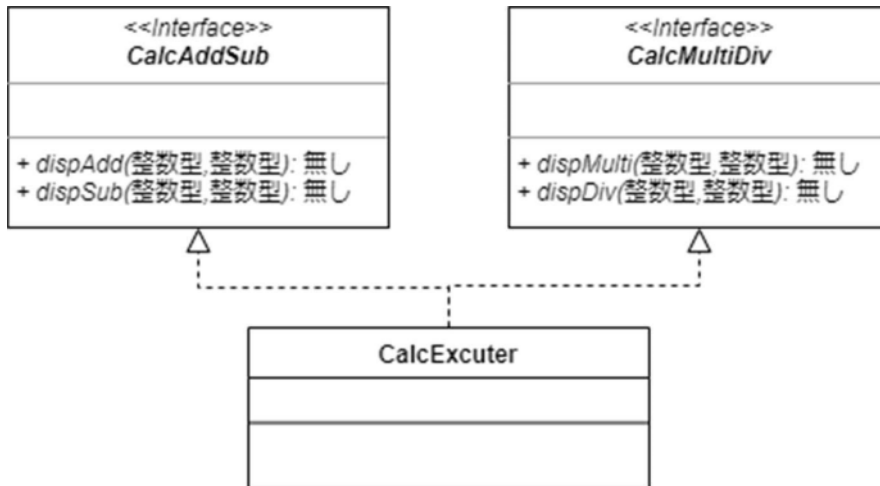 <<Interface>>
CalcAddSub
+ dispAdd(整数型,整数型): 無し
+ dispSub(整数型,整数型): 無し
<<Interface>>
CalcMultiDiv
+ dispMulti(整数型,整数型): 無し
+ dispDiv(整数型,整数型): 無し
CalcExcuter